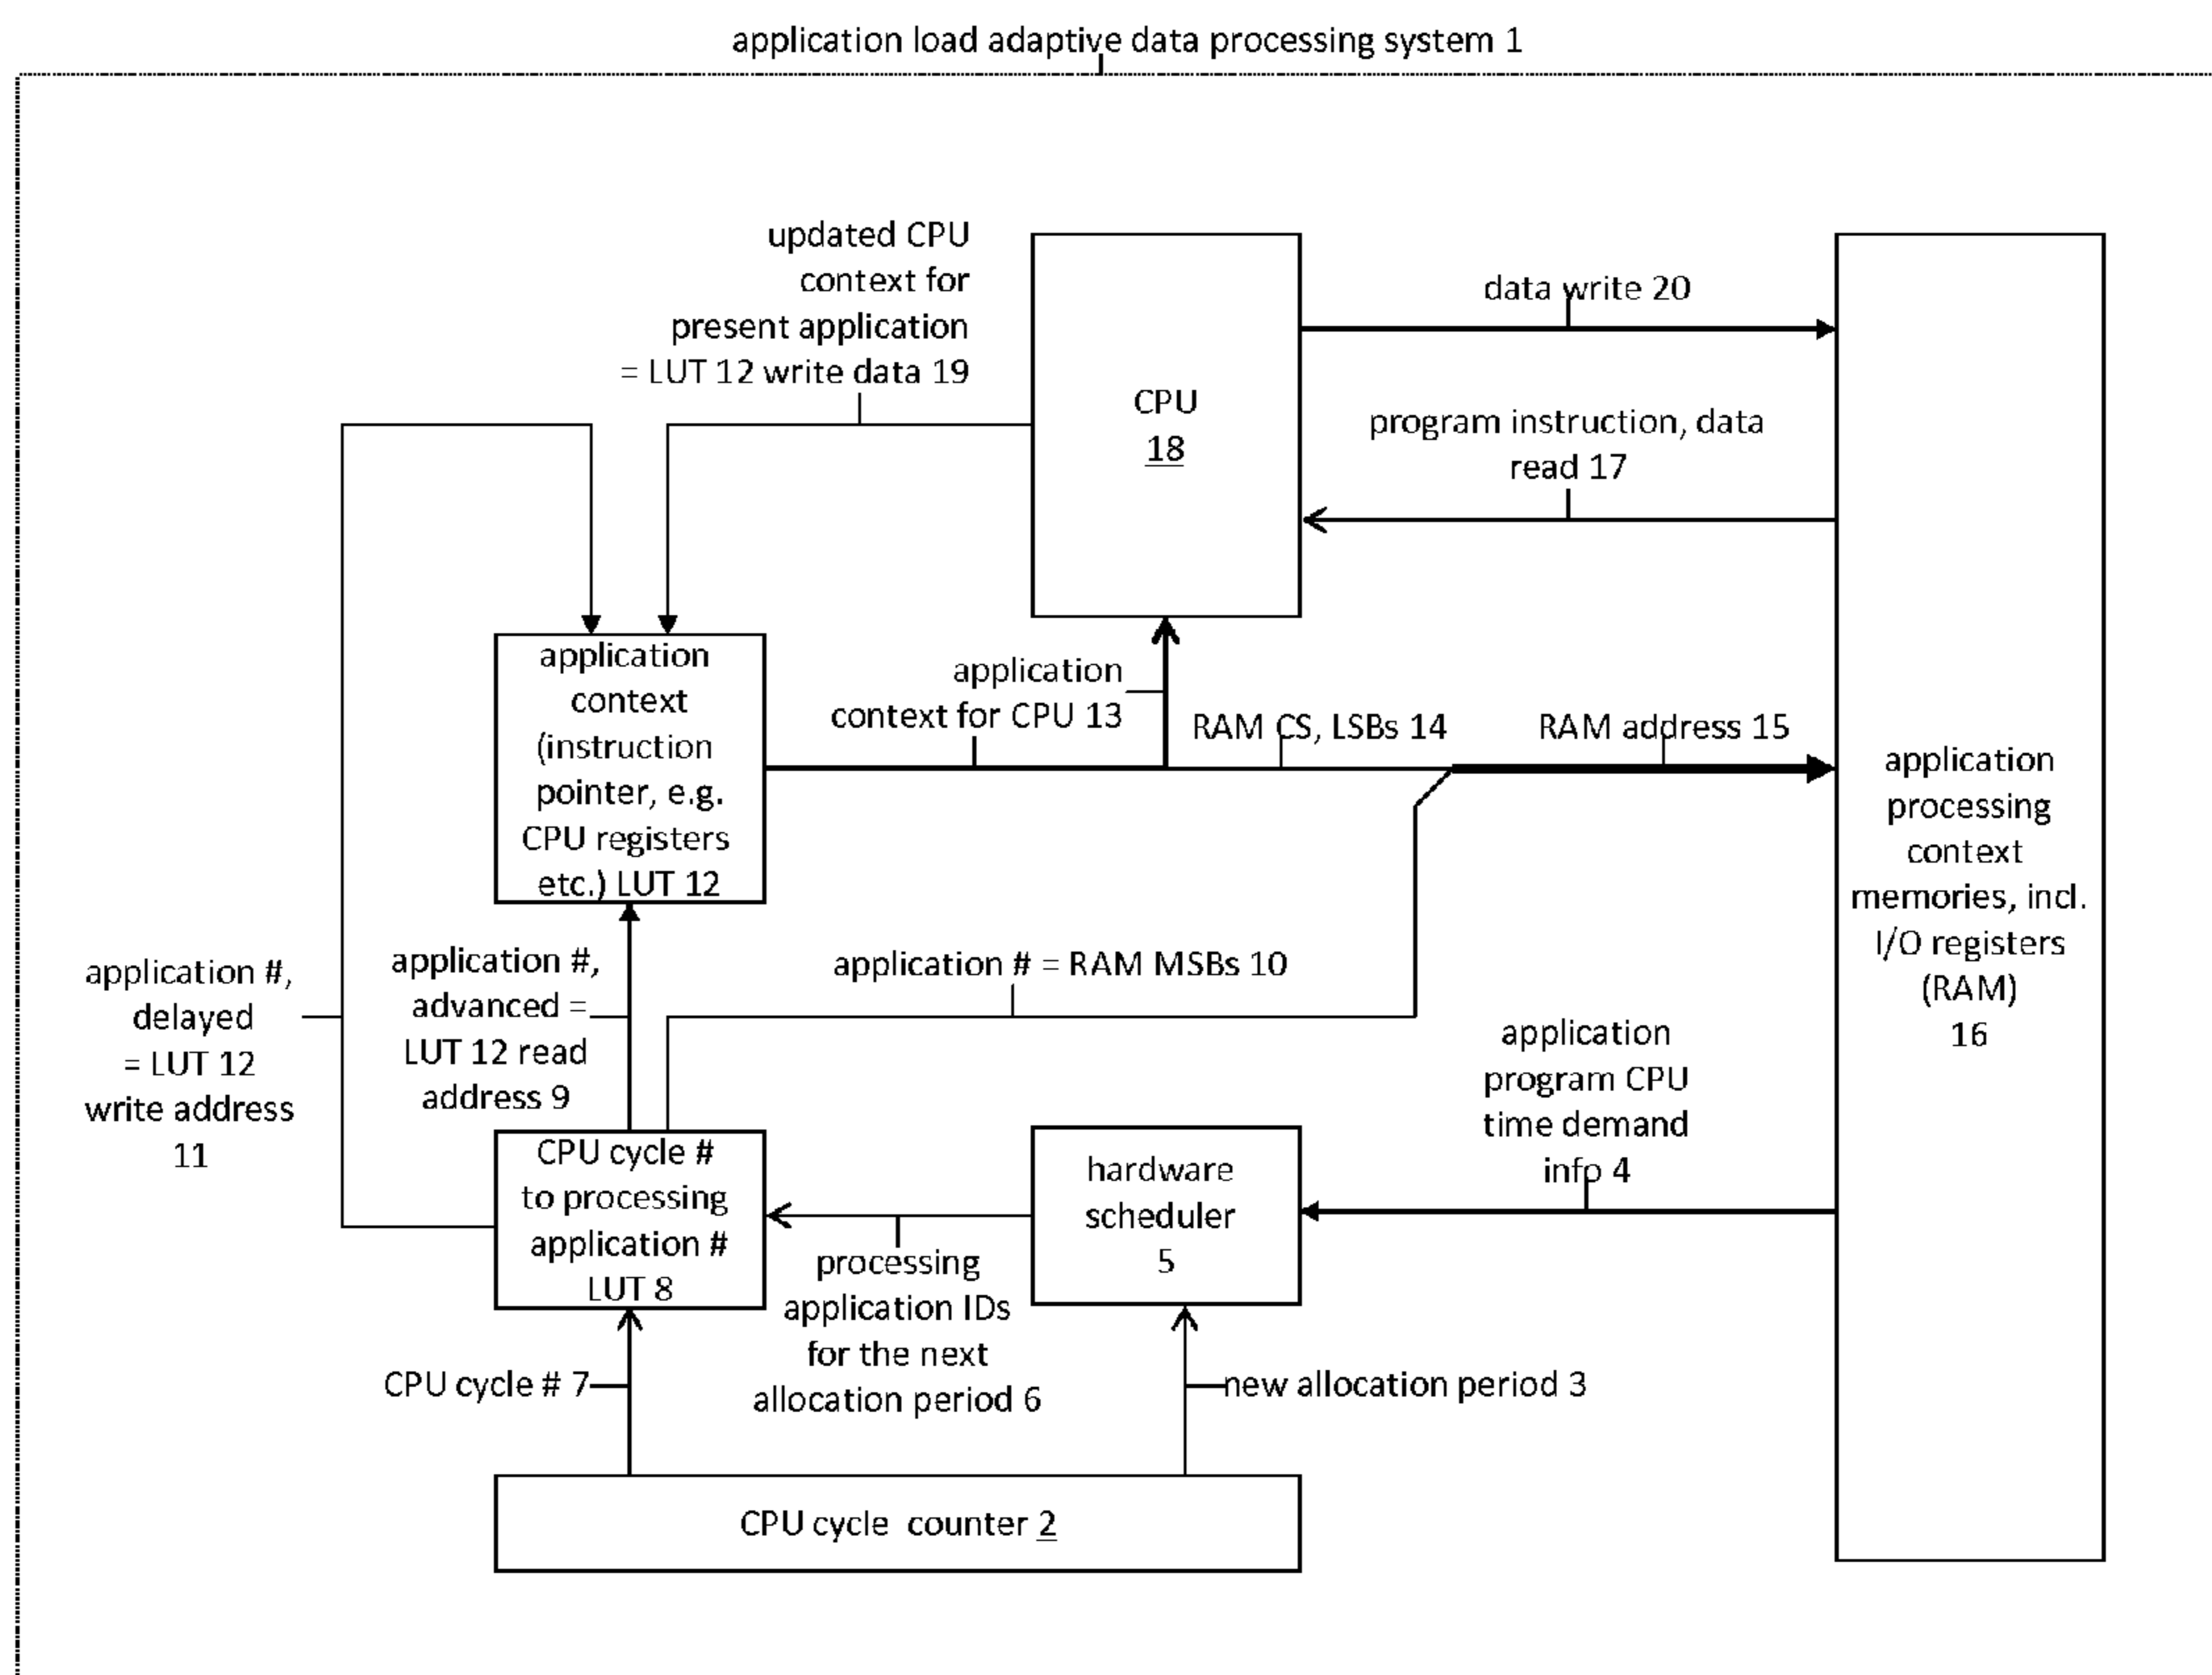 application load adaptive data processing system 1
updated CPU
context for
present application
= LUT 12 write data 19
CPU
18
data write 20
program instruction, data
read 17
application
context
(instruction
pointer, e.g.
CPU registers
etc.) LUT 12
application
context for CPU 13
RAM CS, LSBs 14
RAM address 15
application
processing
context
memories, incl.
I/O registers
(RAM)
16
application #,
delayed
= LUT 12
write address
11
application #,
advanced =
LUT 12 read
address 9
application # = RAM MSBs 10
application
program CPU
time demand
info 4
CPU cycle #
to processing
application #
LUT 8
hardware
scheduler
5
processing
application IDs
for the next
allocation period 6
CPU cycle # 7
new allocation period 3
CPU cycle counter 2